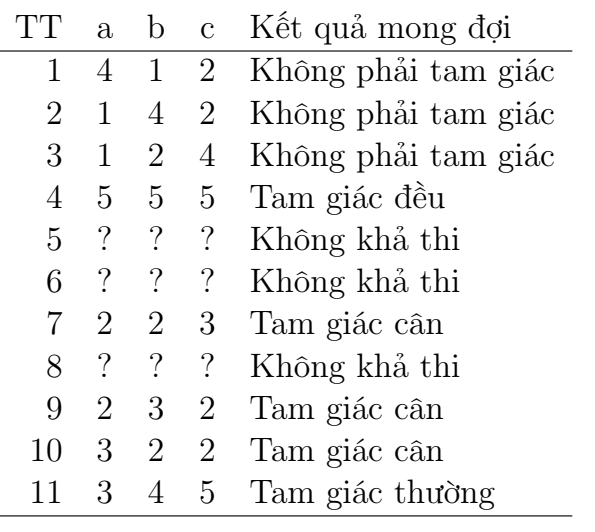 TT a b c Kết quả mong đợi
1 4 1 2 Không phải tam giác
2 1 4 2 Không phải tam giác
3 1 2 4 Không phải tam giác
4 5 5 5 Tam giác đều
5 ? ? ? Không khả thi
6 ? ? ? Không khả thi
7 2 2 3 Tam giác cân
8 ? ? ? Không khả thi
9 2 3 2 Tam giác cân
10 3 2 2 Tam giác cân
11 3 4 5 Tam giác thường